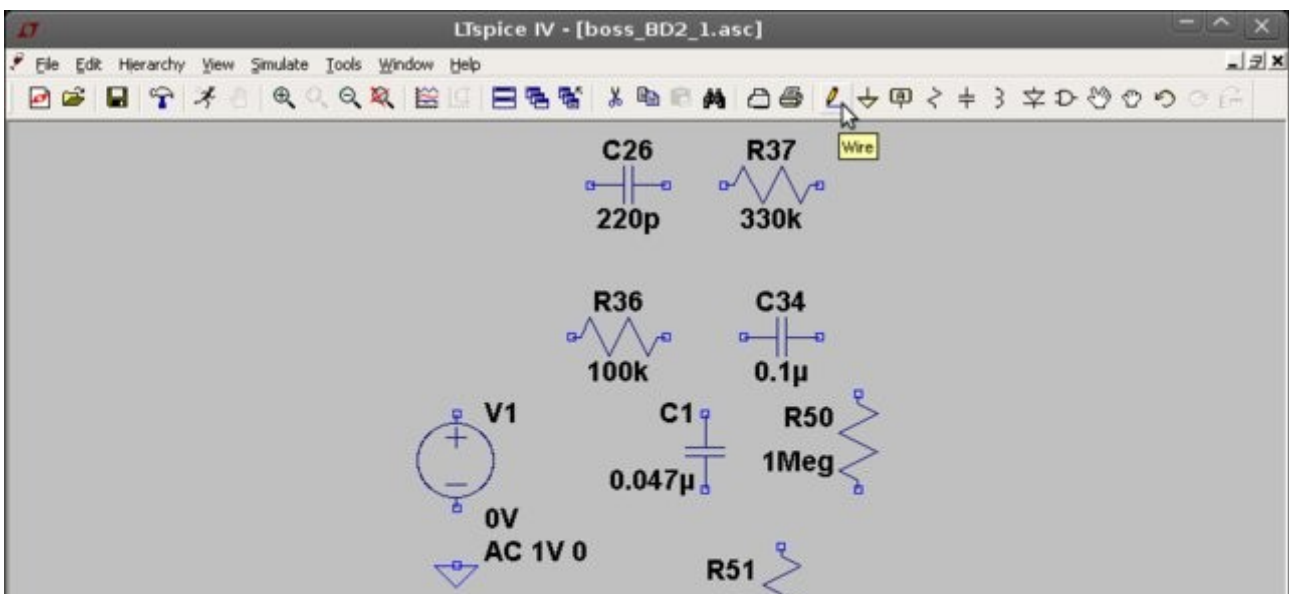 LTspice IV - [boss_BD2_1.asc]
File Edit Hierarchy View Simulate Tools Window Help
Wire
C26
220p
R37
330k
R36
100k
C34
0.1µ
V1
0V
AC 1V 0
C1
0.047µ
R50
1Meg
R51